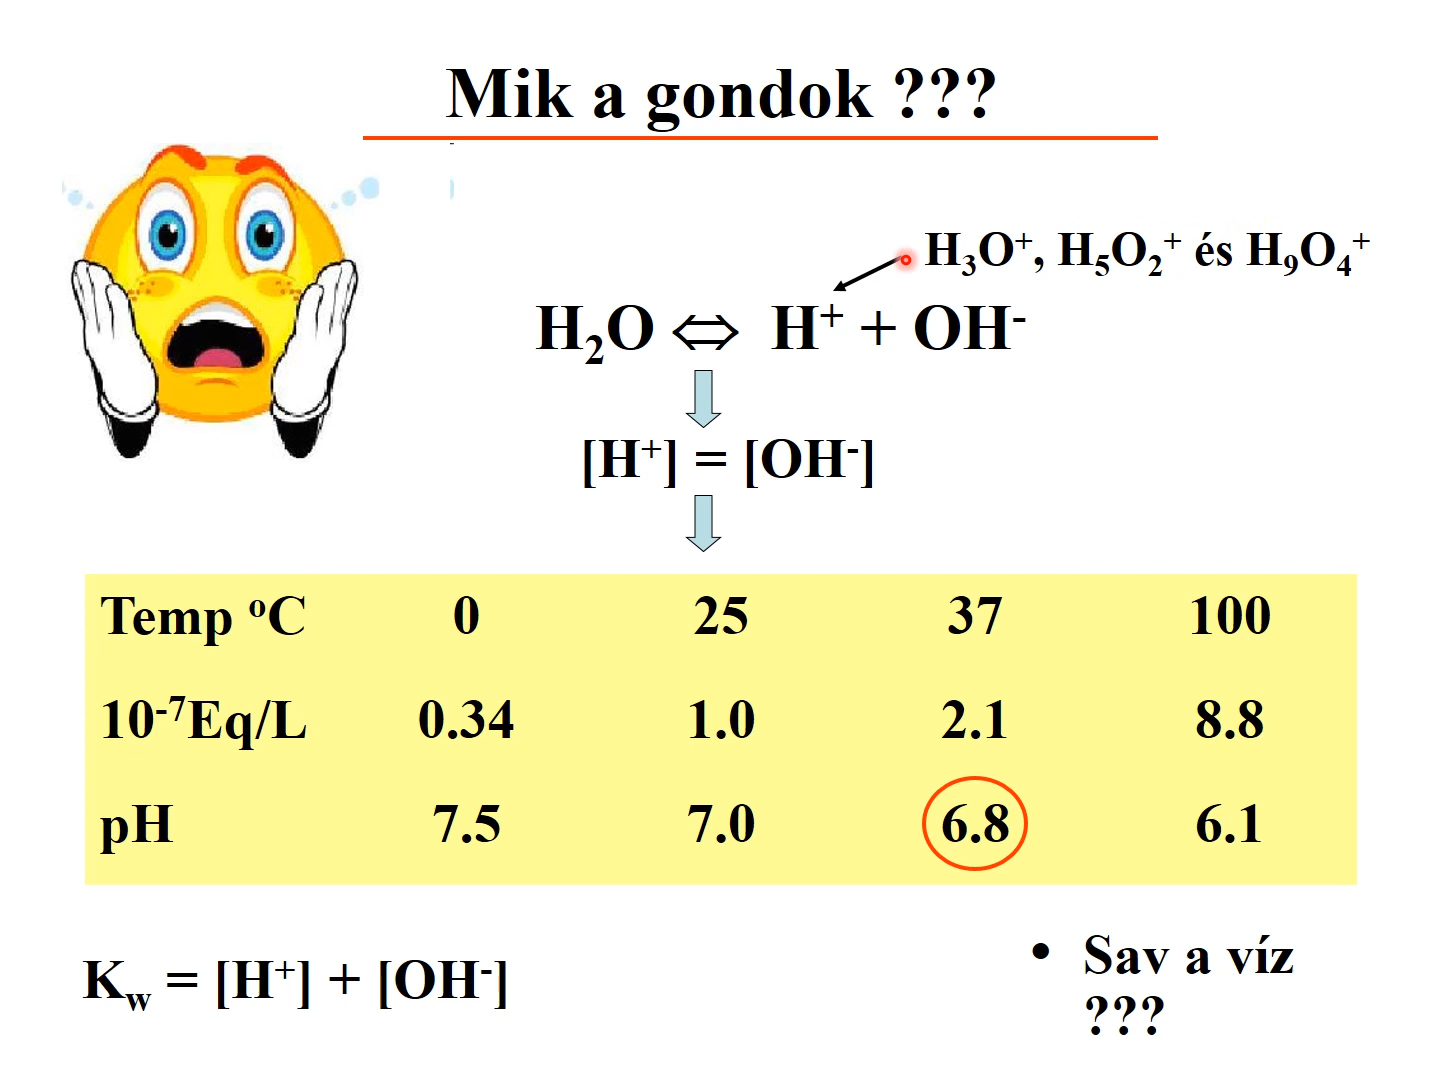 Mik a gondok ???
H₃O⁺, H₅O₂⁺ és H₉O₄⁺
H₂O ⇔ H⁺ + OH⁻
[H⁺] = [OH⁻]
Temp ᵒC 0 25 37 100
10⁻⁷Eq/L 0.34 1.0 2.1 8.8
pH 7.5 7.0 6.8 6.1
K_w = [H⁺] + [OH⁻]
• Sav a víz
???